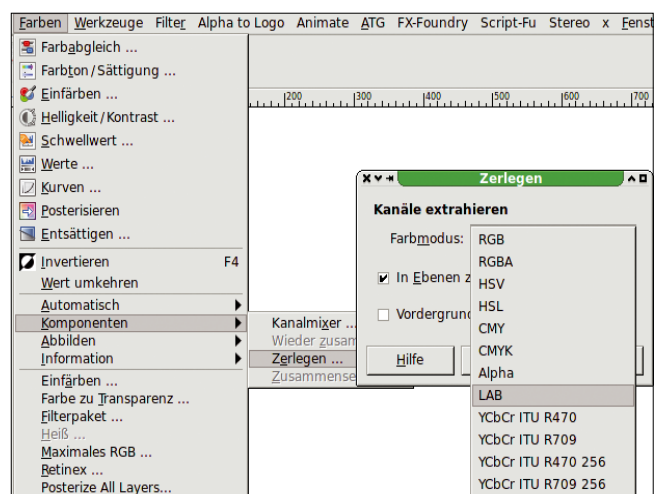 Farben Werkzeuge Filter Alpha to Logo Animate ATG FX-Foundry Script-Fu Stereo x Fenst
Farbabgleich ...
Farbton / Sättigung ...
Einfärben ...
Helligkeit / Kontrast ...
Schwellwert ...
Werte ...
Kurven ...
Posterisieren
Entsättigen ...
Invertieren F4
Wert umkehren
Automatisch
Komponenten
Abbilden
Information
Einfärben ...
Farbe zu Transparenz ...
Filterpaket ...
Heiß ...
Maximales RGB ...
Retinex ...
Posterize All Layers...
200 300 400 500 600 700
Kanalmixer ...
Wieder zusam
Zerlegen ...
Zusammense
Zerlegen
Kanäle extrahieren
Farbmodus:
In Ebenen z
Vordergrund
Hilfe
RGB
RGBA
HSV
HSL
CMY
CMYK
Alpha
LAB
YCbCr ITU R470
YCbCr ITU R709
YCbCr ITU R470 256
YCbCr ITU R709 256